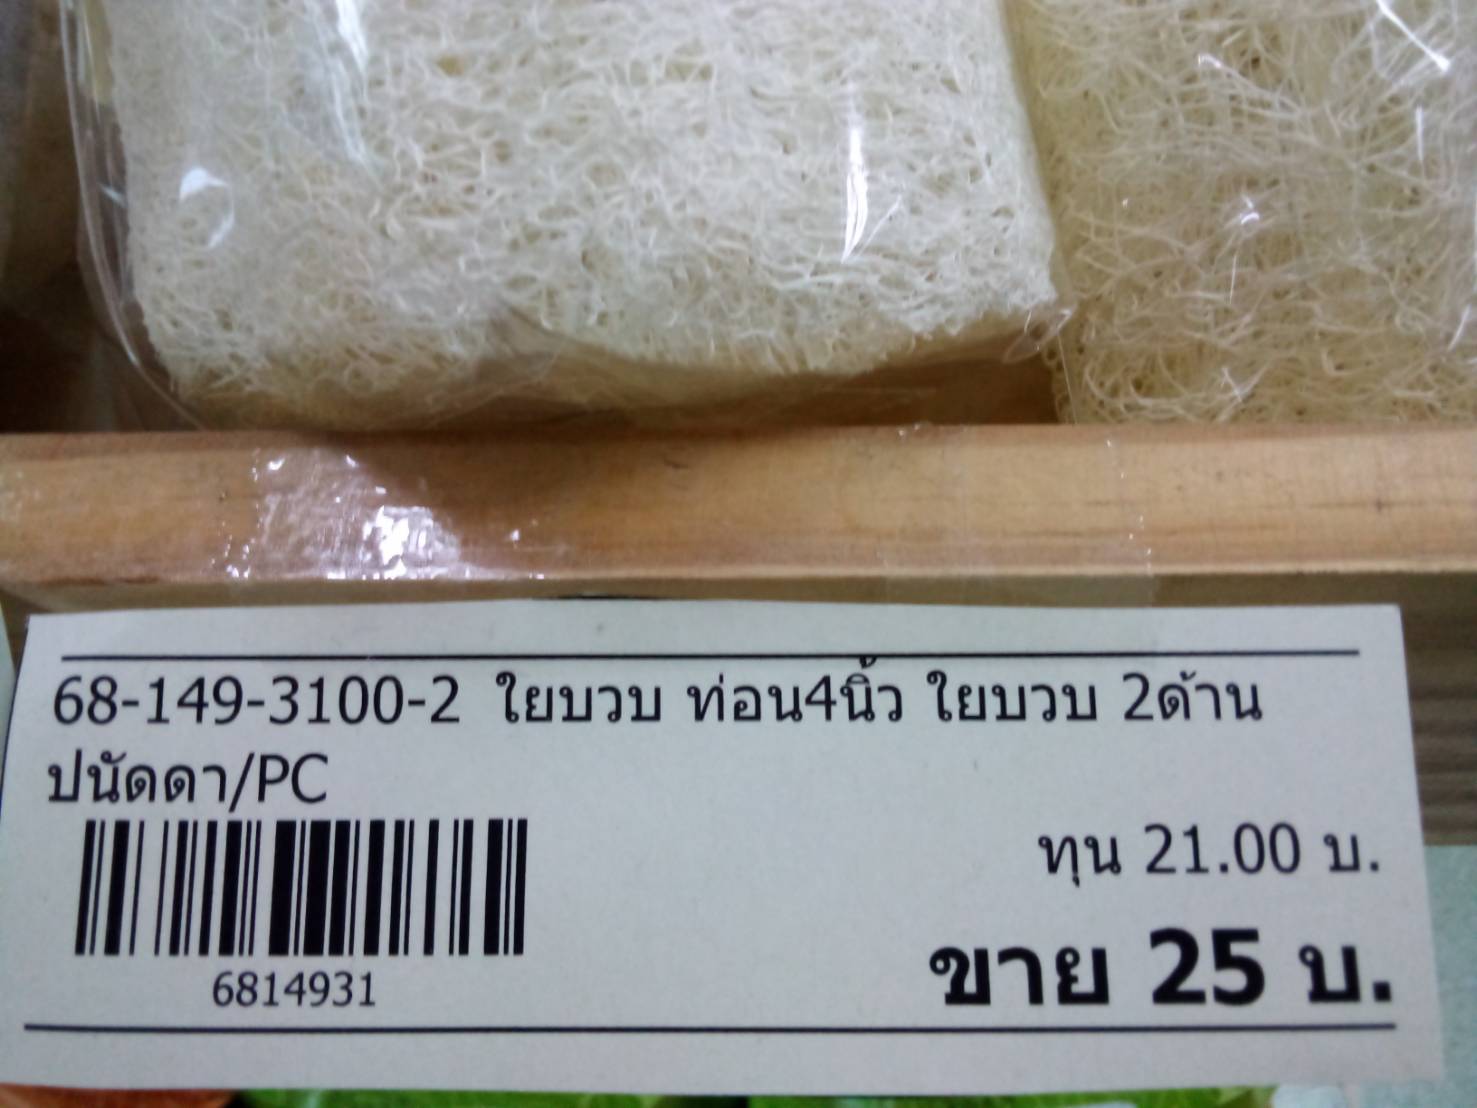 68-149-3100-2 ใยบวบ ท่อน4นิ้ว ใยบวบ 2ด้าน
ปนัดดา/PC
ทุน 21.00 บ.
6814931
ขาย 25 บ.